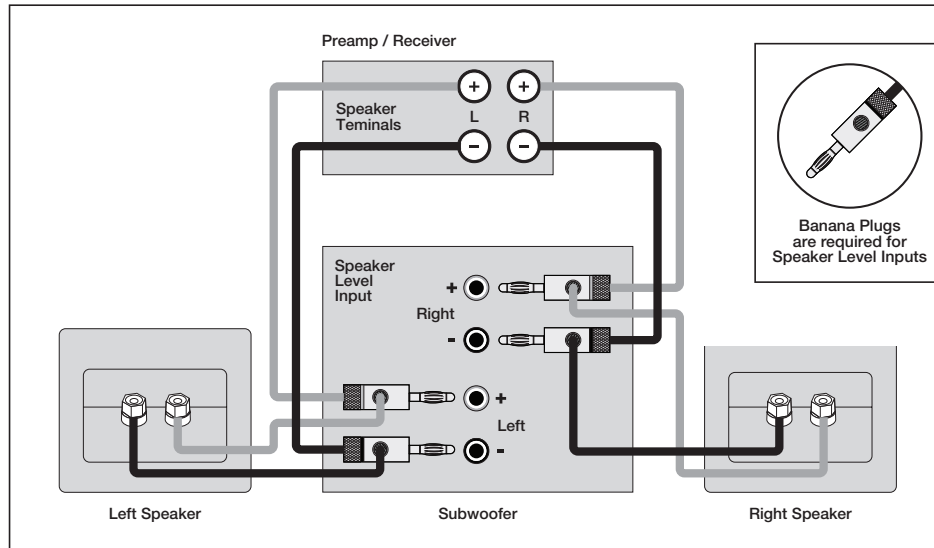 Preamp / Receiver
Speaker
Teminals
+
+
L
R
-
-
Banana Plugs
are required for
Speaker Level Inputs
Speaker
Level
Input
+
Right
-
+
Left
-
Left Speaker
Subwoofer
Right Speaker